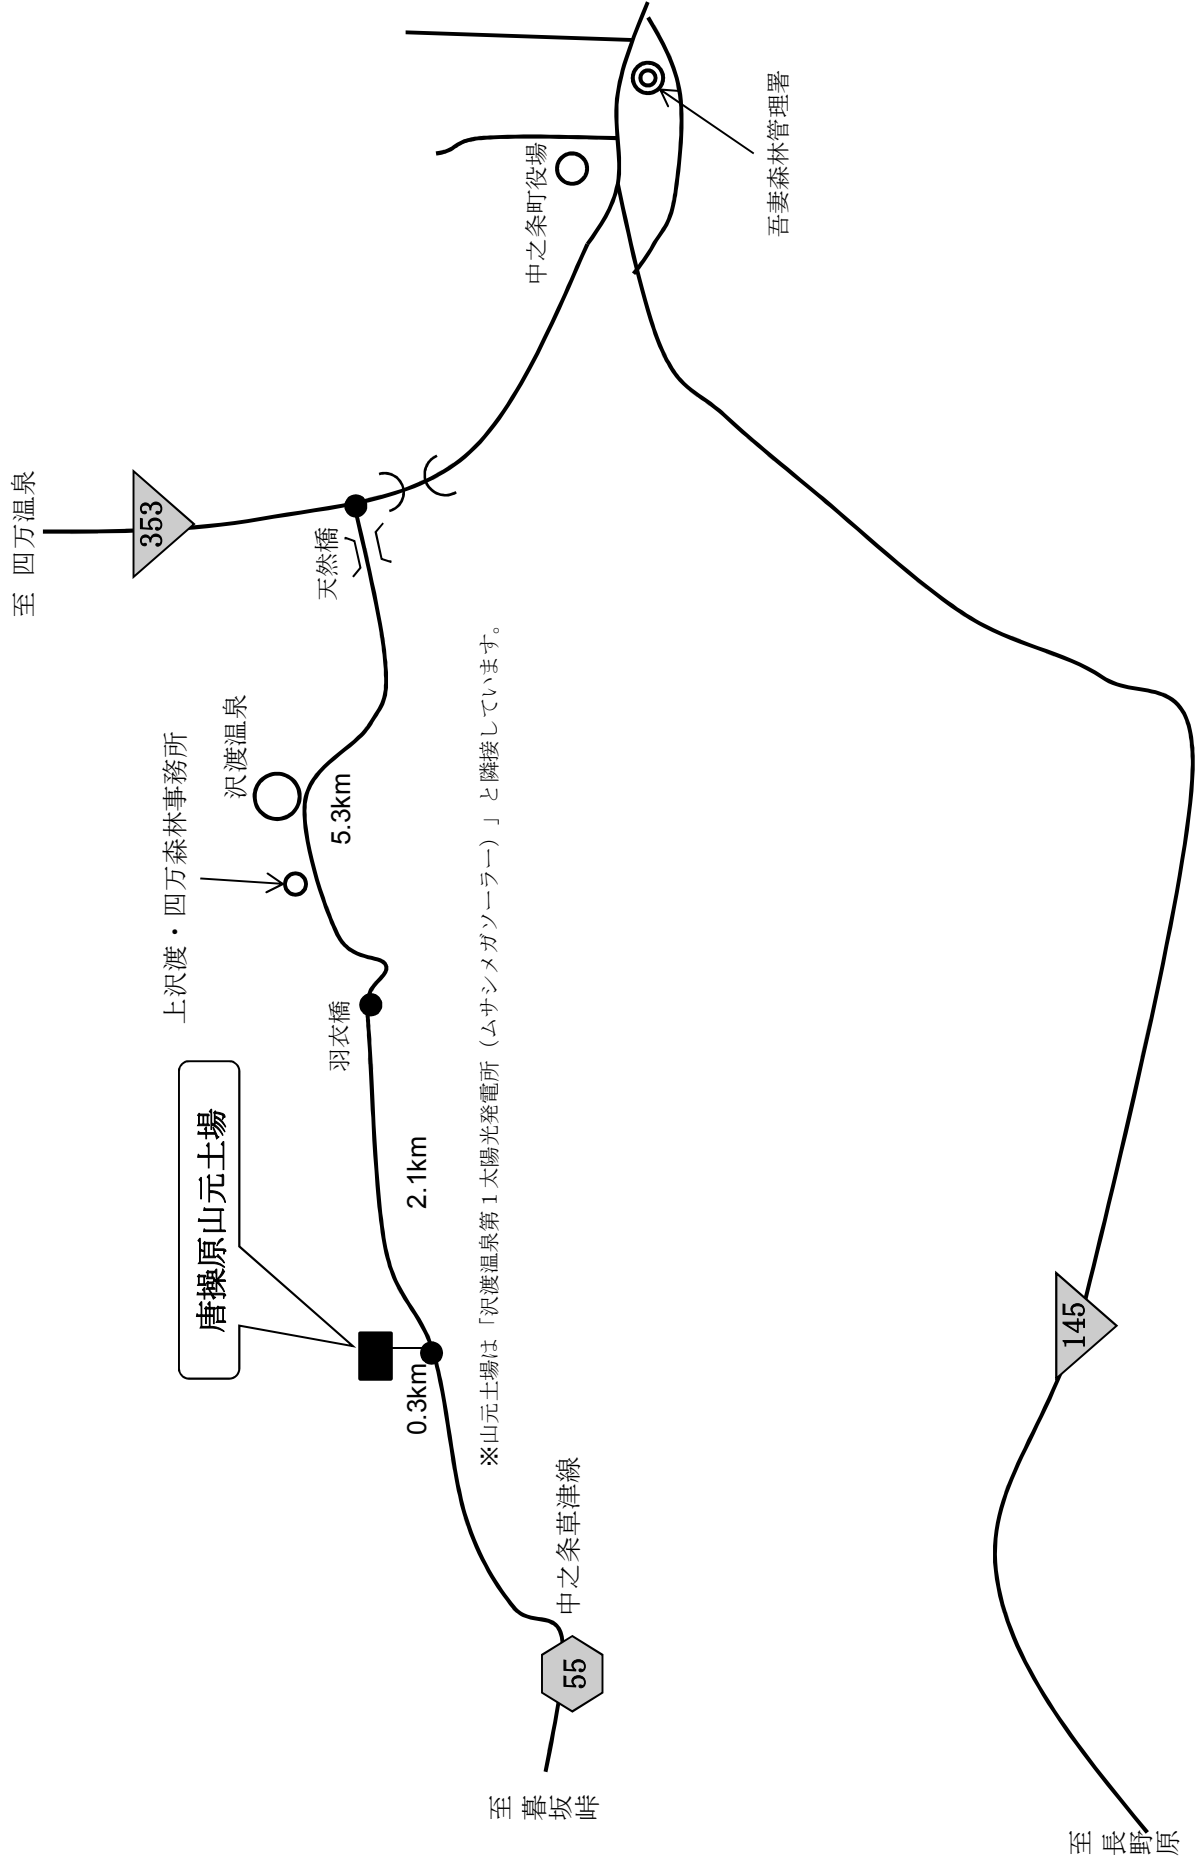 至 四万温泉
353
天然橋
中之条町役場
吾妻森林管理署
沢渡温泉
上沢渡・四万森林事務所
5.3km
羽衣橋
唐操原山元土場
2.1km
0.3km
※山元土場は「沢渡温泉第1太陽光発電所（ムサシメガソーラー）」と隣接しています。
中之条草津線
55
至
暮坂峠
145
至
長野原